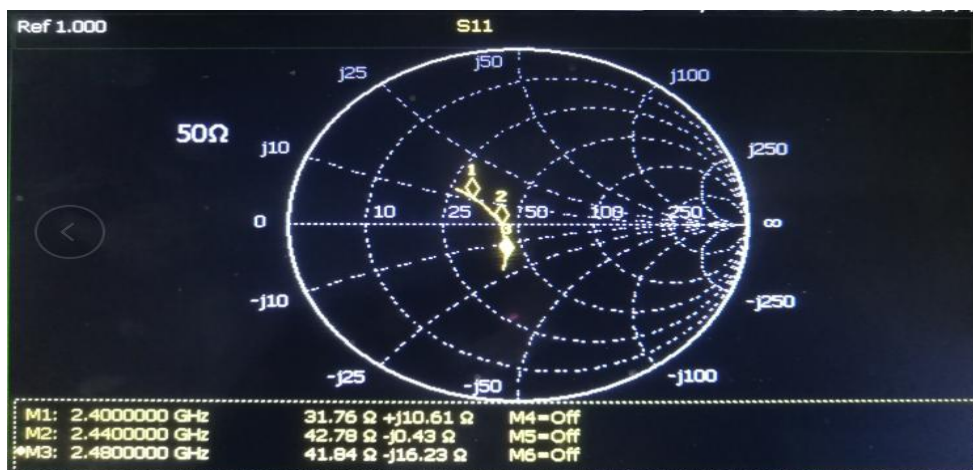 Ref 1.000
S11
50Ω
j50
j25
j100
j10
j250
0
10
25
50
100
250
∞
1
2
3
-j10
-j250
-j25
-j50
-j100
M1: 2.4000000 GHz 31.76 Ω +j10.61 Ω M4=Off
M2: 2.4400000 GHz 42.78 Ω -j0.43 Ω M5=Off
M3: 2.4800000 GHz 41.84 Ω -j16.23 Ω M6=Off